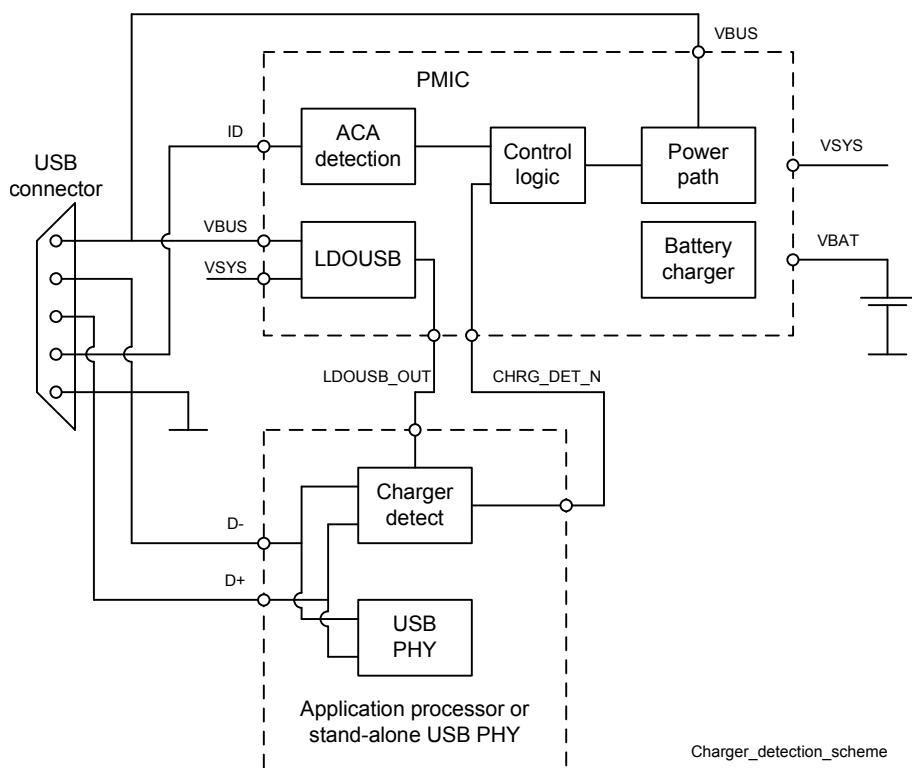 VBUS
PMIC
ID
ACA
detection
Control
logic
Power
path
VSYS
USB
connector
VBUS
VSYS
LDOUSB
Battery
charger
VBAT
LDOUSB_OUT
CHRG_DET_N
Charger
detect
D-
D+
USB
PHY
Application processor or
stand-alone USB PHY
Charger_detection_scheme